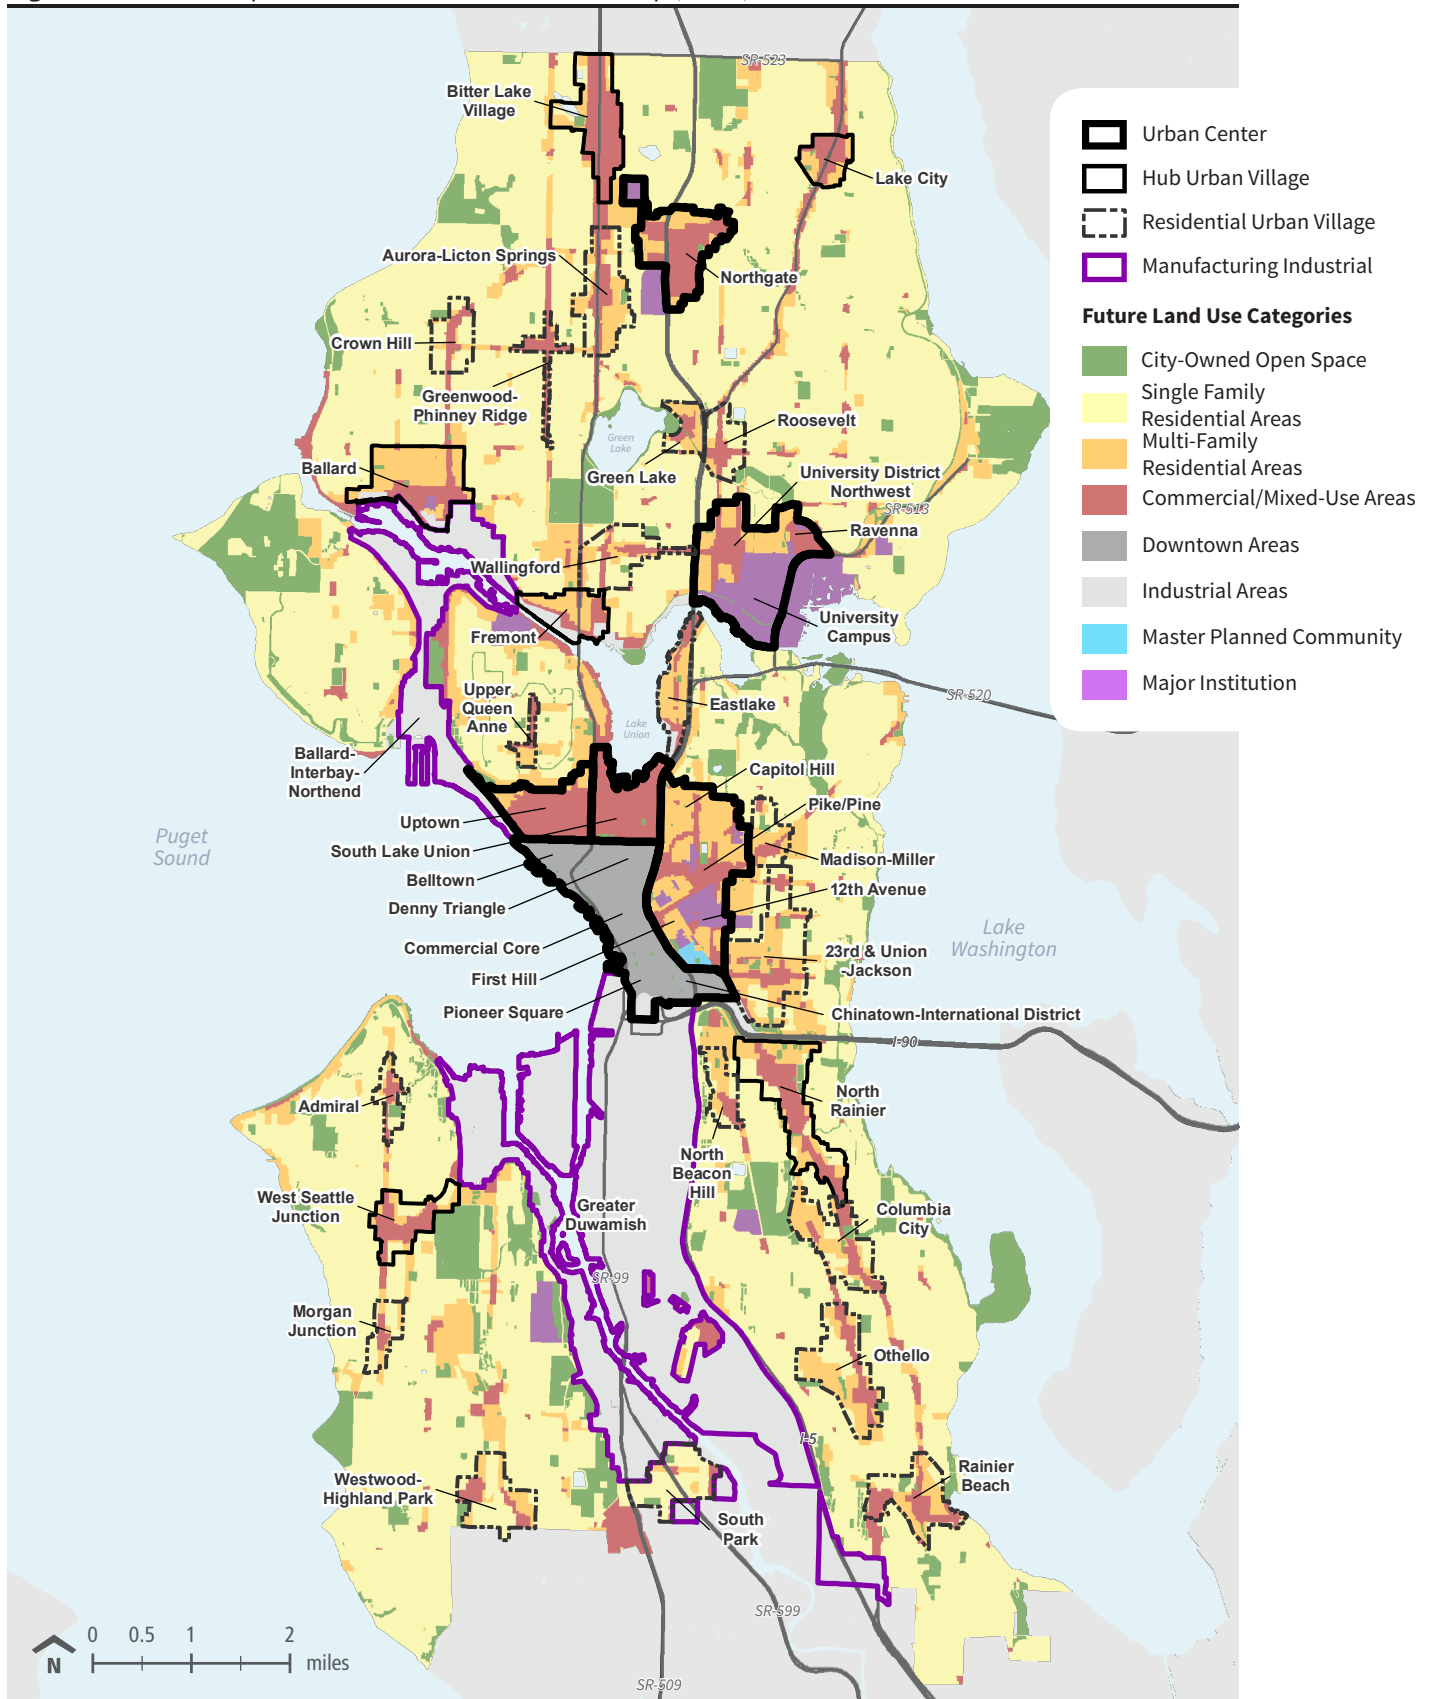 SR-523
Bitter Lake
Village
Lake City
Aurora-Licton Springs
Northgate
Crown Hill
Greenwood-
Phinney Ridge
Green
Lake
Roosevelt
Ballard
Green Lake
University District
Northwest
SR-513
Ravenna
Wallingford
Fremont
University
Campus
Upper
Queen
Anne
Eastlake
SR-520
Lake
Union
Ballard-
Interbay-
Northend
Capitol Hill
Pike/Pine
Uptown
Puget
Sound
South Lake Union
Madison-Miller
Belltown
12th Avenue
Denny Triangle
Lake
Washington
Commercial Core
23rd & Union
-Jackson
First Hill
Pioneer Square
Chinatown-International District
I-90
Admiral
North
Rainier
North
Beacon
Hill
West Seattle
Junction
Greater
Duwamish
Columbia
City
SR-99
Morgan
Junction
Othello
I-5
Westwood-
Highland Park
Rainier
Beach
South
Park
SR-599
SR-509
0 0.5 1 2
miles
N
Urban Center
Hub Urban Village
Residential Urban Village
Manufacturing Industrial
Future Land Use Categories
City-Owned Open Space
Single Family
Residential Areas
Multi-Family
Residential Areas
Commercial/Mixed-Use Areas
Downtown Areas
Industrial Areas
Master Planned Community
Major Institution